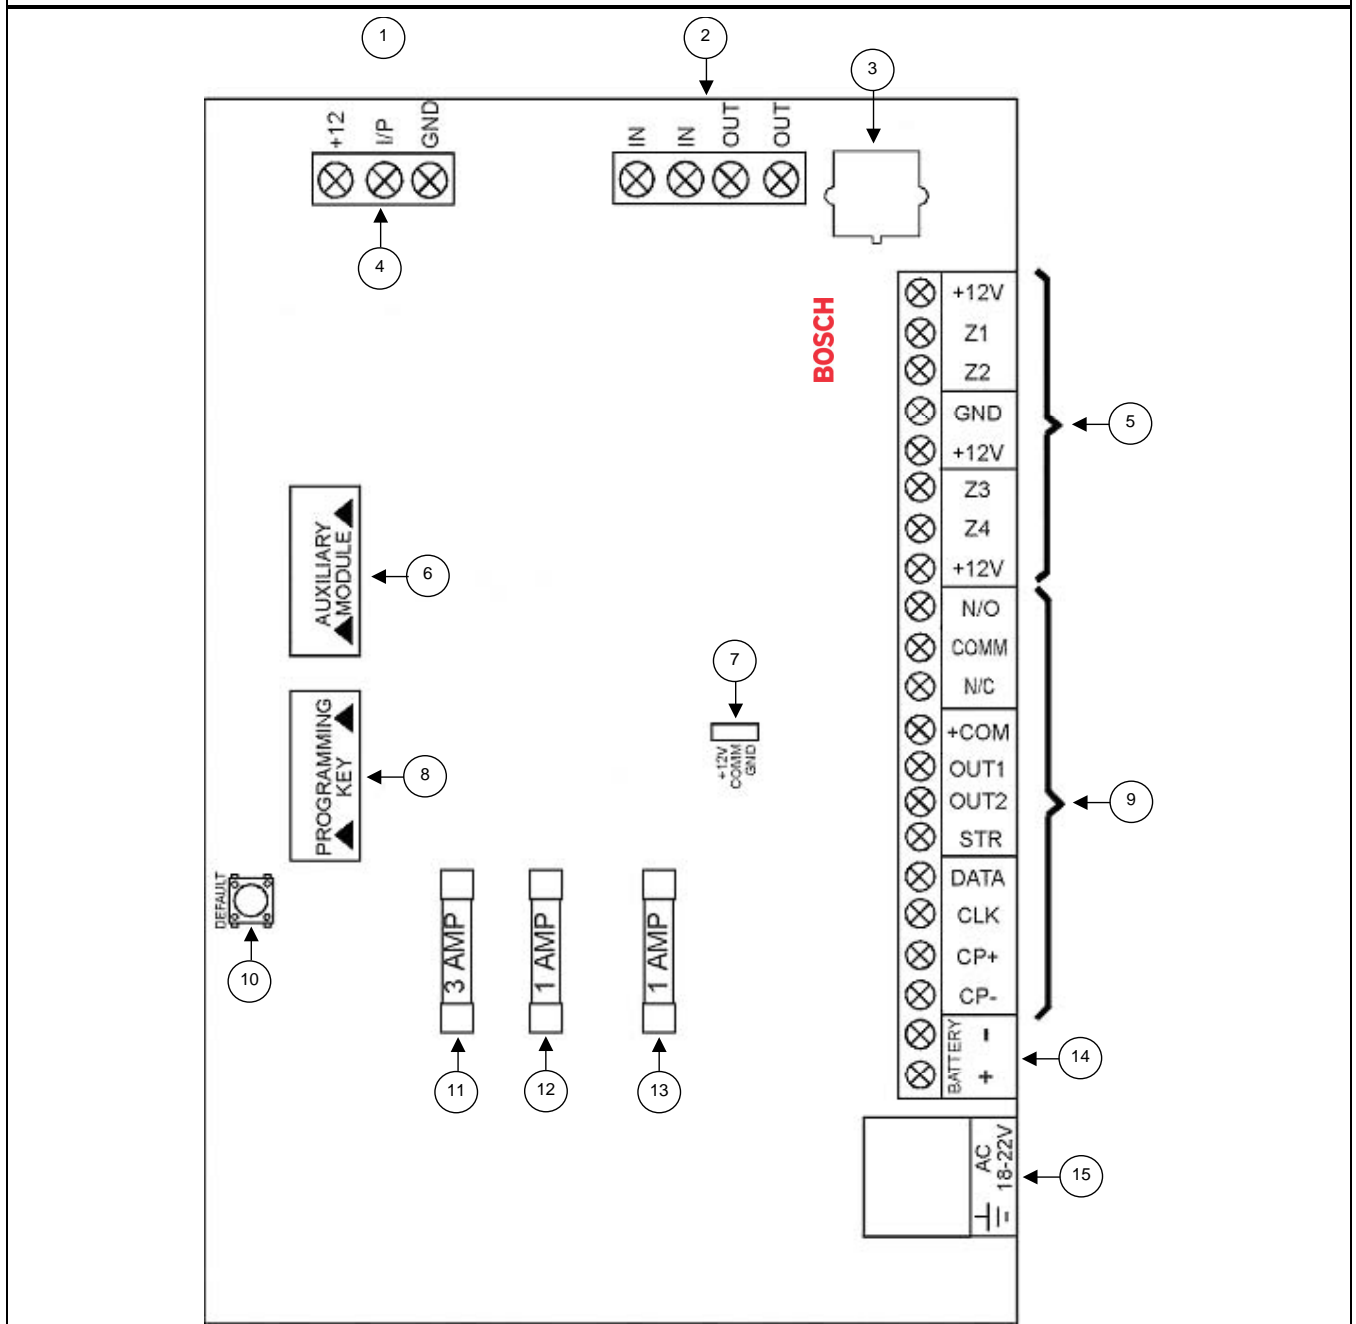 1
2
3
+12
I/P
GND
IN
IN
OUT
OUT
4
BOSCH
+12V
Z1
Z2
GND
+12V
Z3
Z4
+12V
5
AUXILIARY
MODULE
6
N/O
COMM
N/C
7
+12V
COMM
GND
PROGRAMMING
KEY
8
+COM
OUT1
OUT2
STR
9
DATA
CLK
CP+
CP-
DEFAULT
10
3 AMP
1 AMP
1 AMP
11
12
13
BATTERY
-
+
14
AC
18-22V
15